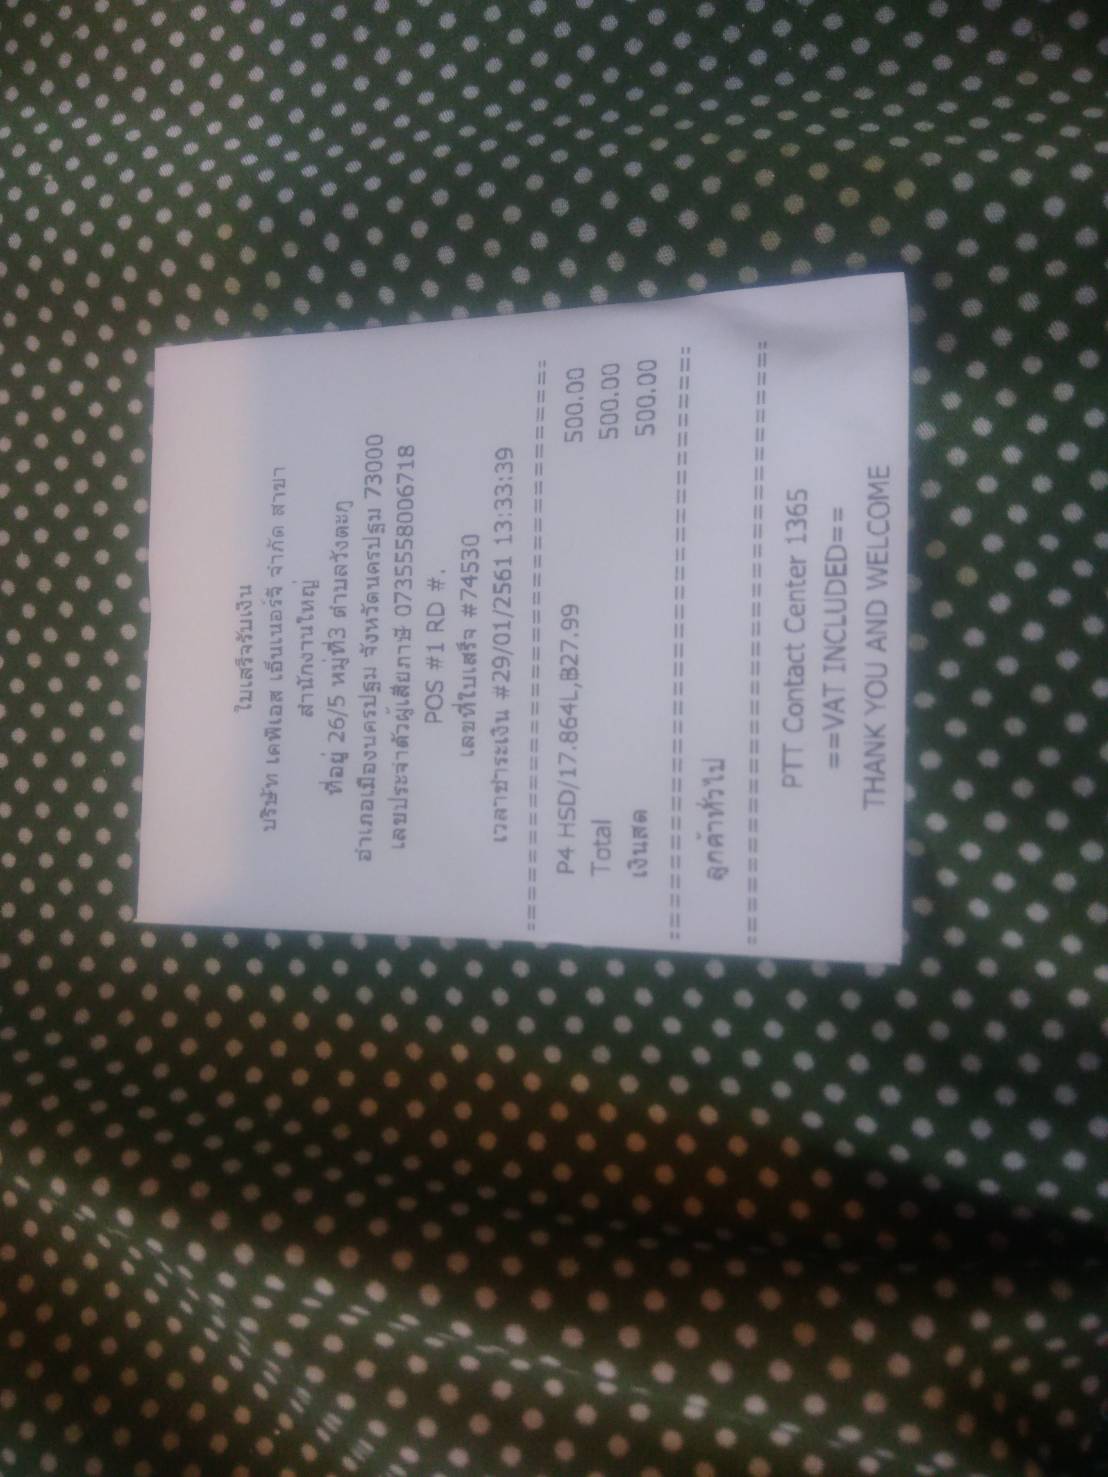 ใบเสร็จรับเงิน
บริษัท เคพีเอส เอ็นเนอร์จี จำกัด สาขา
สำนักงานใหญ่
ที่อยู่ 26/5 หมู่ที่3 ตำบลวังตะกู
อำเภอเมืองนครปฐม จังหวัดนครปฐม 73000
เลขประจำตัวผู้เสียภาษี 0735558006718
POS #1 RD #.
เลขที่ใบเสร็จ #74530
เวลาชำระเงิน #29/01/2561 13:33:39
P4 HSD/17.864L,B27.99 500.00
Total 500.00
เงินสด 500.00
ลูกค้าทั่วไป
PTT Contact Center 1365
==VAT INCLUDED==
THANK YOU AND WELCOME